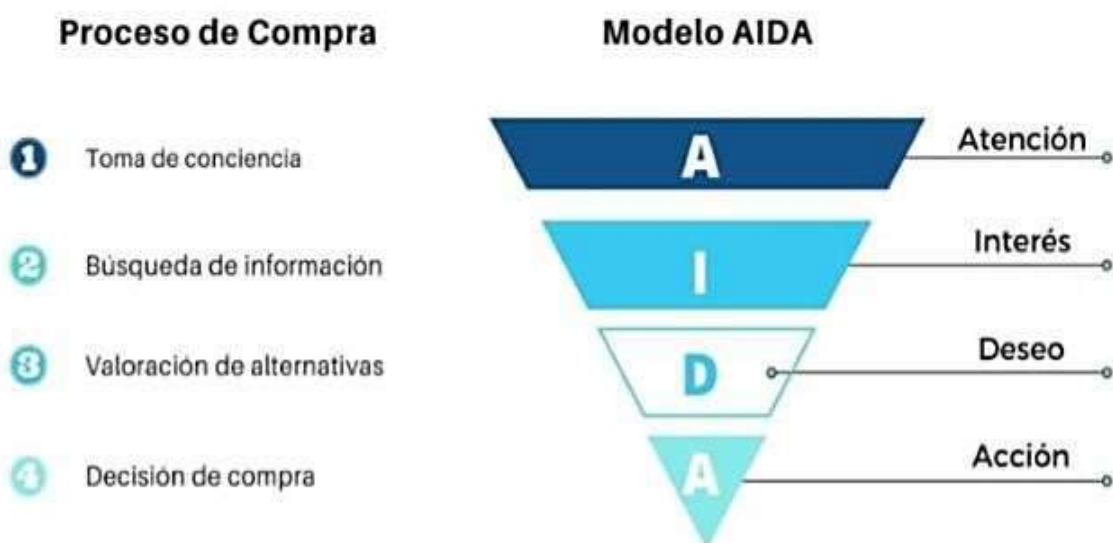 Proceso de Compra
Modelo AIDA
1 Toma de conciencia
A Atención
2 Búsqueda de información
I Interés
3 Valoración de alternativas
D Deseo
4 Decisión de compra
A Acción